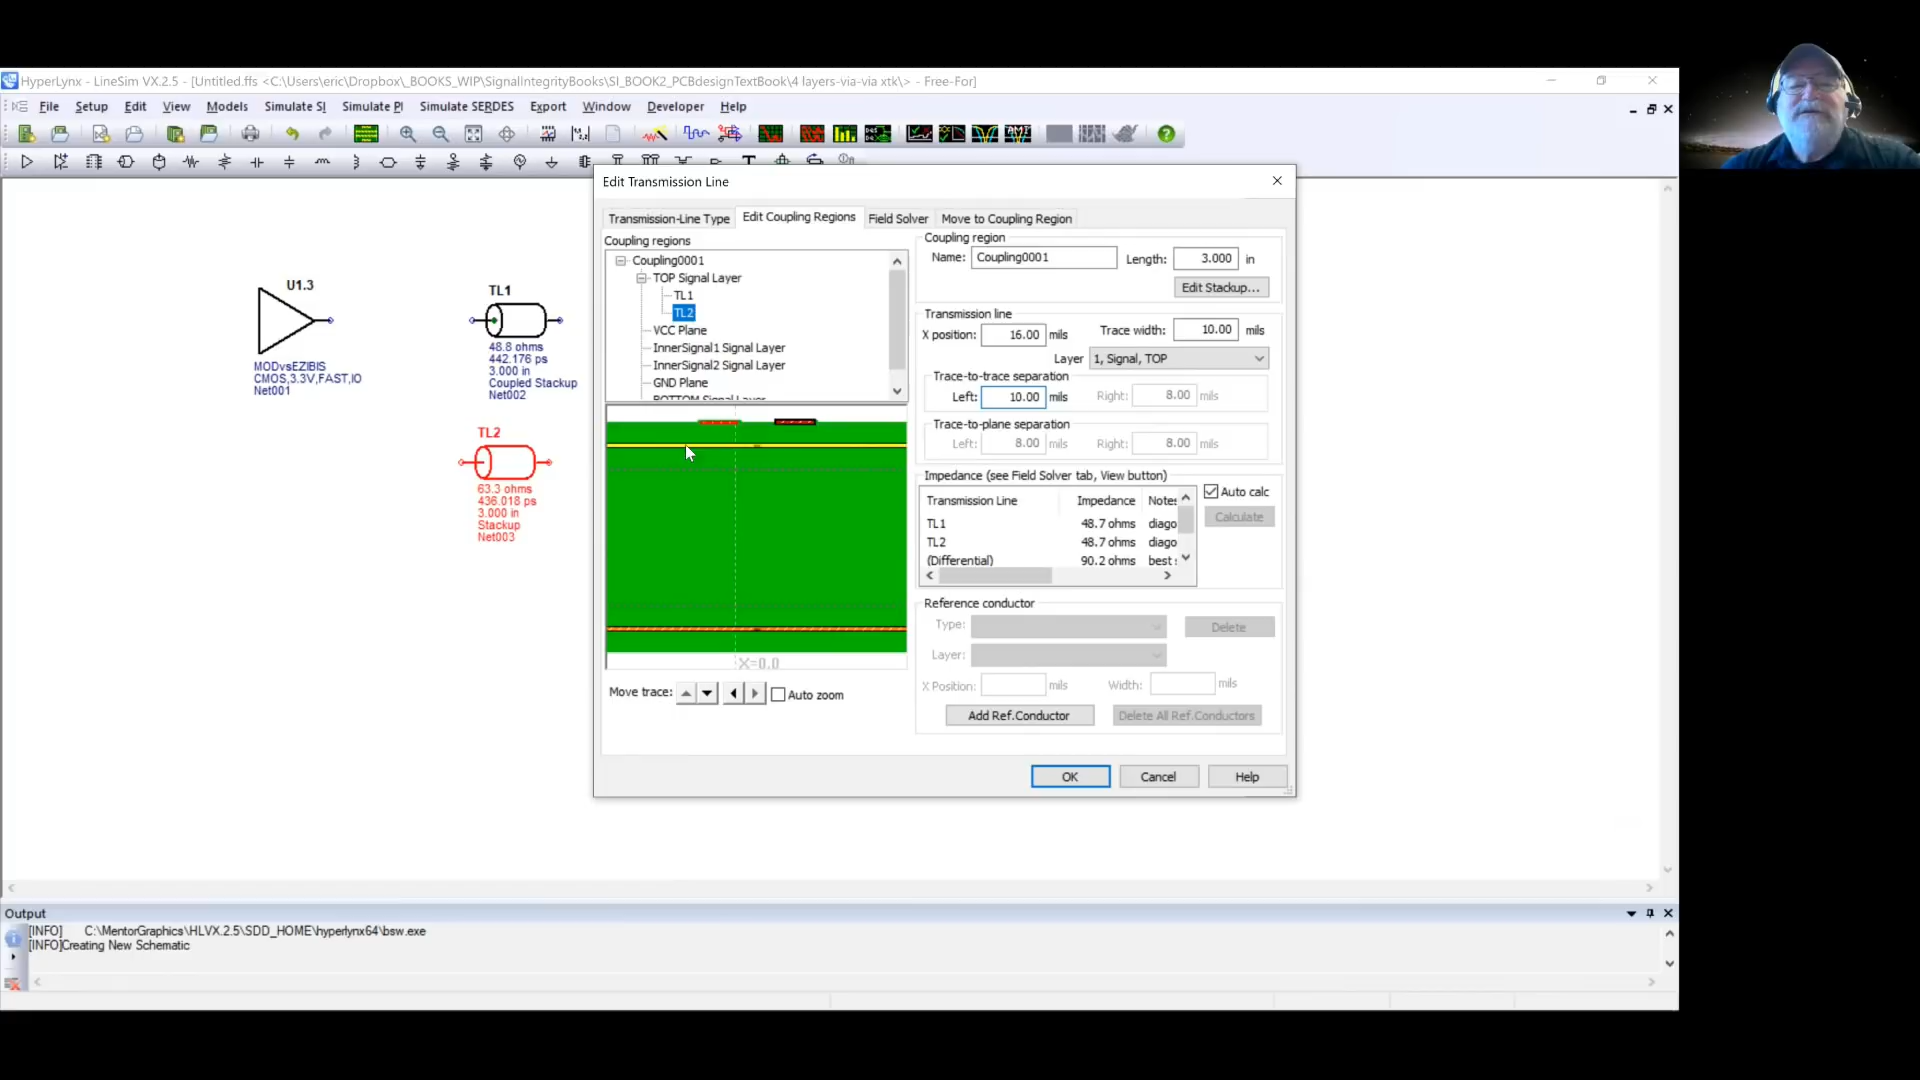 HyperLynx - LineSim VX.2.5 - [Untitled.ffs <C:\Users\eric\Dropbox\_BOOKS_WIP\SignalIntegrityBooks\SI_BOOK2_PCBdesignTextBook\4 layers-via-via xtk\> - Free-For]
File Setup Edit View Models Simulate SI Simulate PI Simulate SERDES Export Window Developer Help
Edit Transmission Line
Transmission-Line Type Edit Coupling Regions Field Solver Move to Coupling Region
Coupling regions
Coupling0001
TOP Signal Layer
TL1
TL2
VCC Plane
InnerSignal1 Signal Layer
InnerSignal2 Signal Layer
GND Plane
BOTTOM Signal Layer
X=0.0
Move trace:
Auto zoom
Coupling region
Name: Coupling0001 Length: 3.000 in
Edit Stackup...
Transmission line
X position: 16.00 mils Trace width: 10.00 mils
Layer 1, Signal, TOP
Trace-to-trace separation
Left: 10.00 mils Right: 8.00 mils
Trace-to-plane separation
Left: 8.00 mils Right: 8.00 mils
Impedance (see Field Solver tab, View button)
Transmission Line Impedance Notes
TL1 48.7 ohms diago
TL2 48.7 ohms diago
(Differential) 90.2 ohms best
Auto calc
Calculate
Reference conductor
Type: Delete
Layer:
X Position: mils Width: mils
Add Ref.Conductor Delete All Ref.Conductors
OK Cancel Help
U1.3
MODvsEZIBIS
CMOS,3.3V,FAST,IO
Net001
TL1
48.8 ohms
442.176 ps
3.000 in
Coupled Stackup
Net002
TL2
63.3 ohms
436.018 ps
3.000 in
Stackup
Net003
Output
[INFO] C:\MentorGraphics\HLVX.2.5\SDD_HOME\hyperlynx64\bsw.exe
[INFO]Creating New Schematic